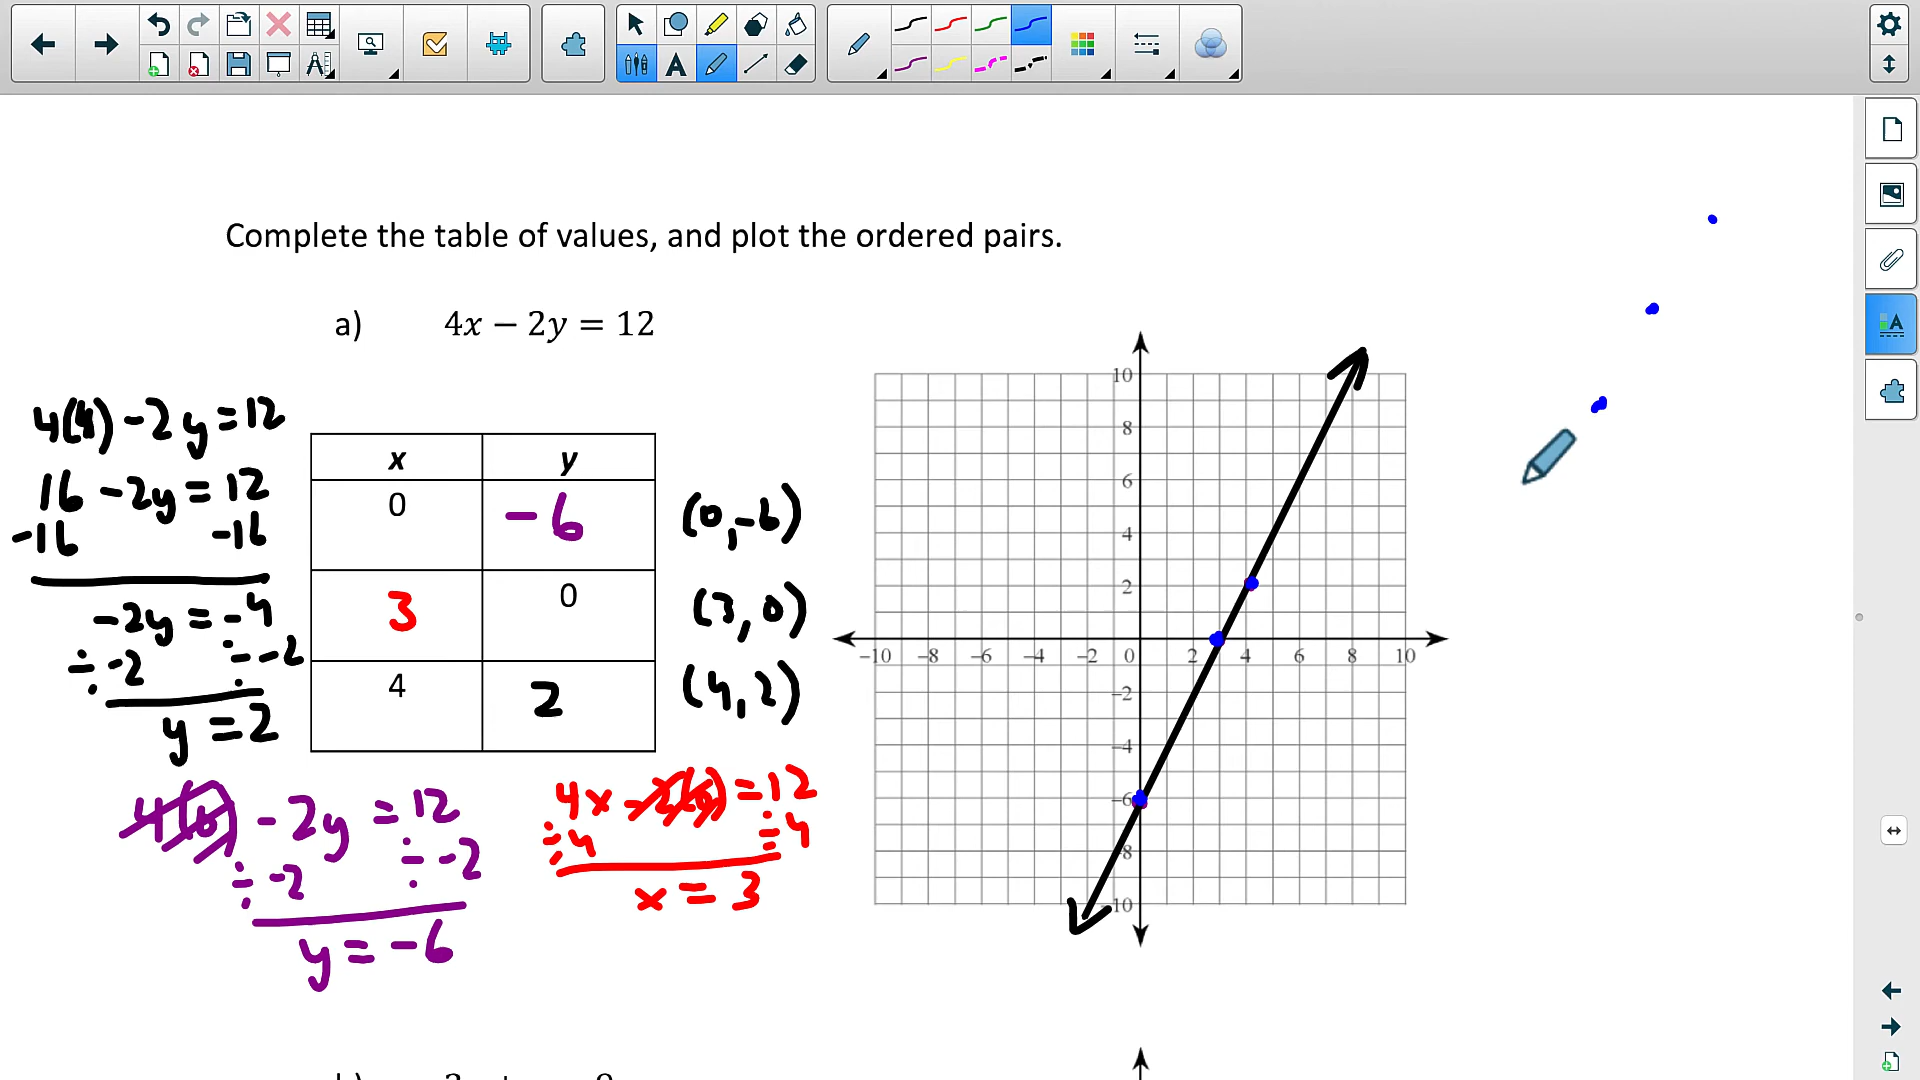 Complete the table of values, and plot the ordered pairs.
a) 4x − 2y = 12
4(4) - 2y = 12
16 - 2y = 12
-16 -16
-2y = -4
÷ -2 ÷ -2
y = 2
x y
0 -6 (0, -6)
3 0 (3, 0)
4 2 (4, 2)
4(0) - 2y = 12
÷ -2 ÷ -2
y = -6
4x - 2(0) = 12
÷4 ÷4
x = 3
10
8
6
4
2
−10 −8 −6 −4 −2 0 2 4 6 8 10
−2
−4
−6
−8
10